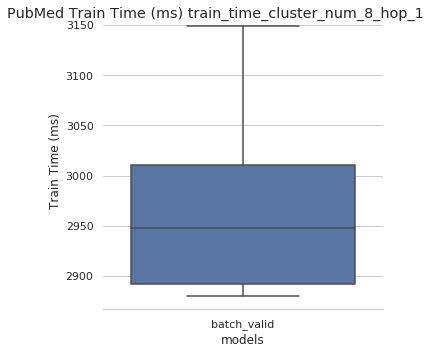 PubMed Train Time (ms) train_time_cluster_num_8_hop_1
3150
3100
3050
3000
2950
2900
Train Time (ms)
batch_valid
models